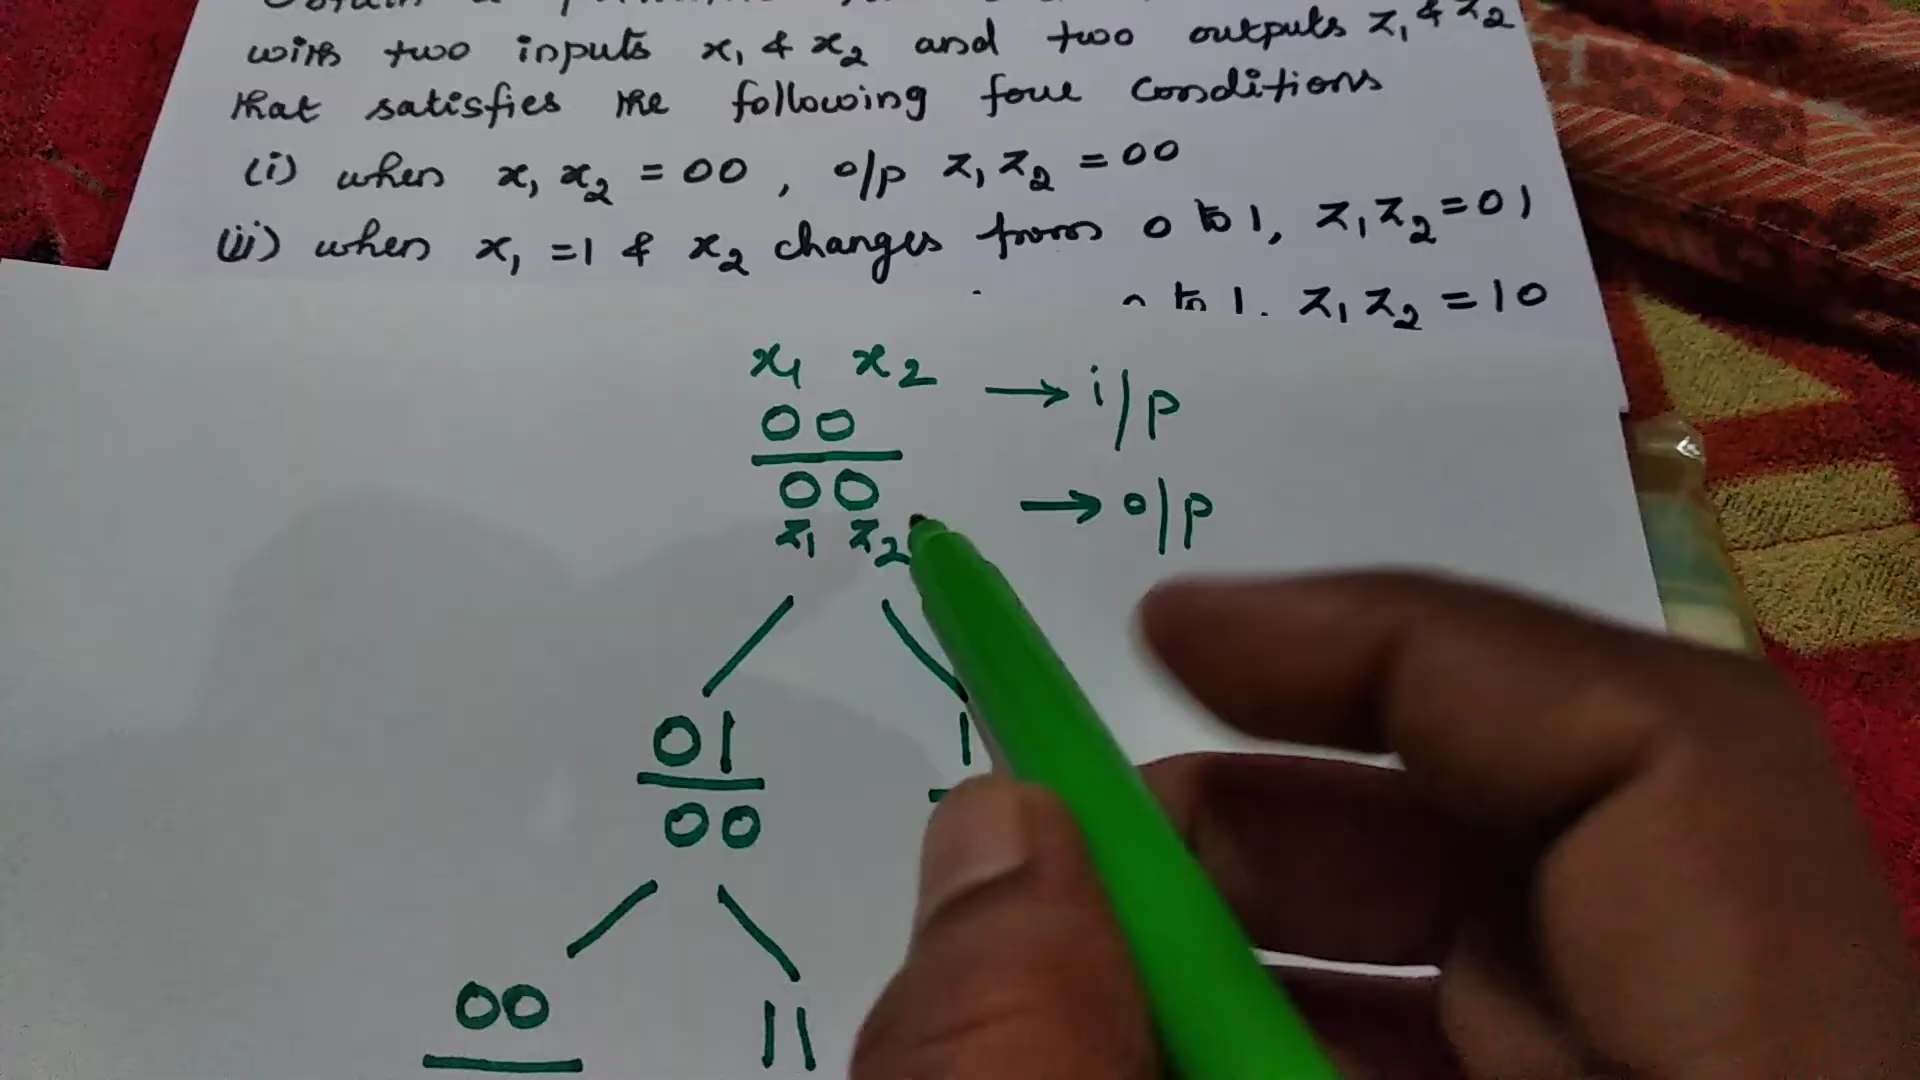 with two inputs x1 & x2 and two outputs z1 & z2
that satisfies the following four conditions
(i) when x1 x2 = 00, o/p z1 z2 = 00
(ii) when x1 = 1 & x2 changes from 0 to 1, z1 z2 = 01
to 1. z1 z2 = 10
x1 x2 → i/p
00
00 → o/p
z1 z2
01 1
00
00 11